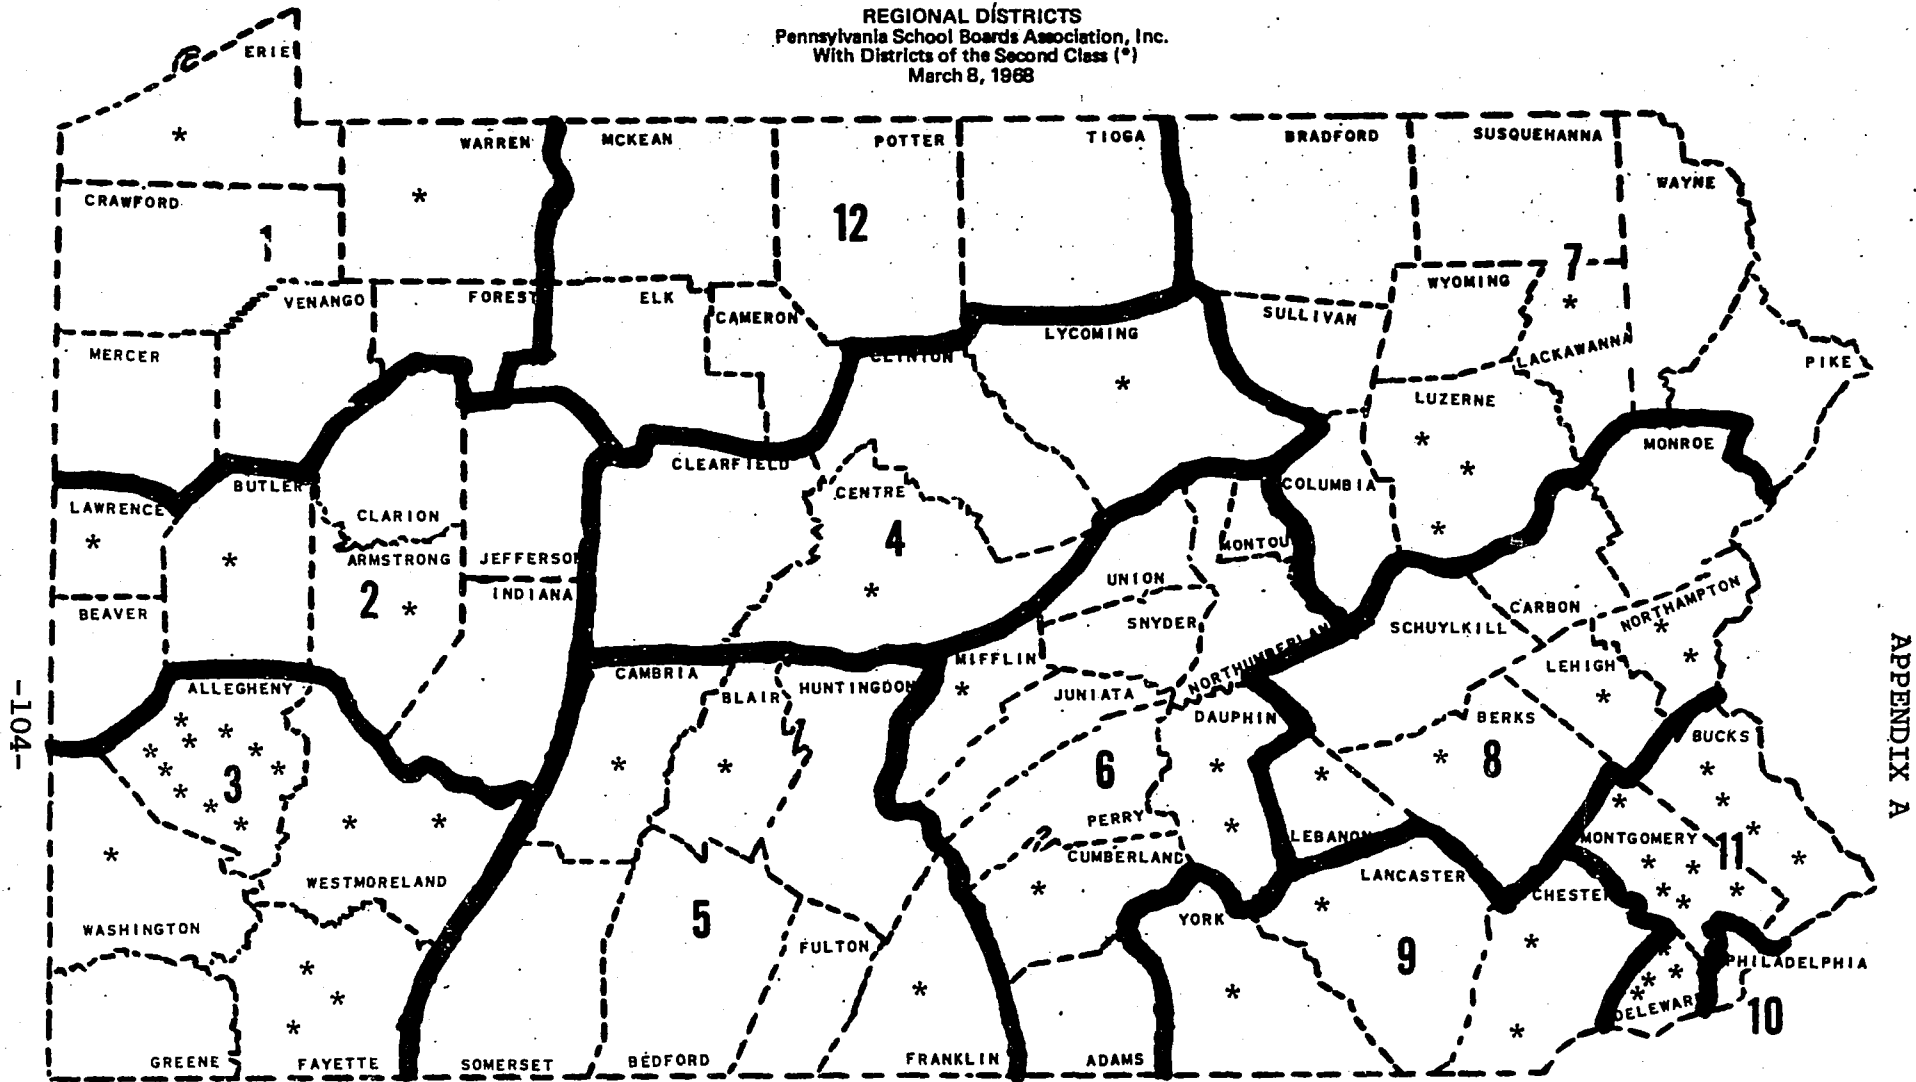 REGIONAL DISTRICTS
Pennsylvania School Boards Association, Inc.
With Districts of the Second Class (*)
March 8, 1968
ERIE
WARREN
MCKEAN
POTTER
TIOGA
BRADFORD
SUSQUEHANNA
WAYNE
CRAWFORD
1
12
7
VENANGO
FOREST
ELK
CAMERON
CLINTON
LYCOMING
SULLIVAN
WYOMING
LACKAWANNA
PIKE
MERCER
LUZERNE
MONROE
LAWRENCE
BUTLER
CLARION
CLEARFIELD
CENTRE
4
COLUMBIA
MONTOU
ARMSTRONG
JEFFERSON
BEAVER
2
INDIANA
UNION
SNYDER
SCHUYLKILL
CARBON
NORTHAMPTON
LEHIGH
ALLEGHENY
CAMBRIA
BLAIR
HUNTINGDON
MIFFLIN
JUNIATA
NORTHUMBERLAN
DAUPHIN
BERKS
BUCKS
3
6
8
PERRY
CUMBERLAND
LEBANON
MONTGOMERY
11
WESTMORELAND
LANCASTER
CHESTER
WASHINGTON
5
FULTON
YORK
9
PHILADELPHIA
DELEWAR
10
GREENE
FAYETTE
SOMERSET
BEDFORD
FRANKLIN
ADAMS
APPENDIX A
-104-